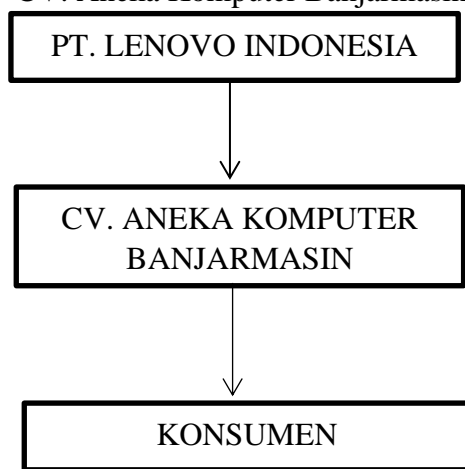 CV. Aneka Komputer Banjarmasin
PT. LENOVO INDONESIA
CV. ANEKA KOMPUTER
BANJARMASIN
KONSUMEN